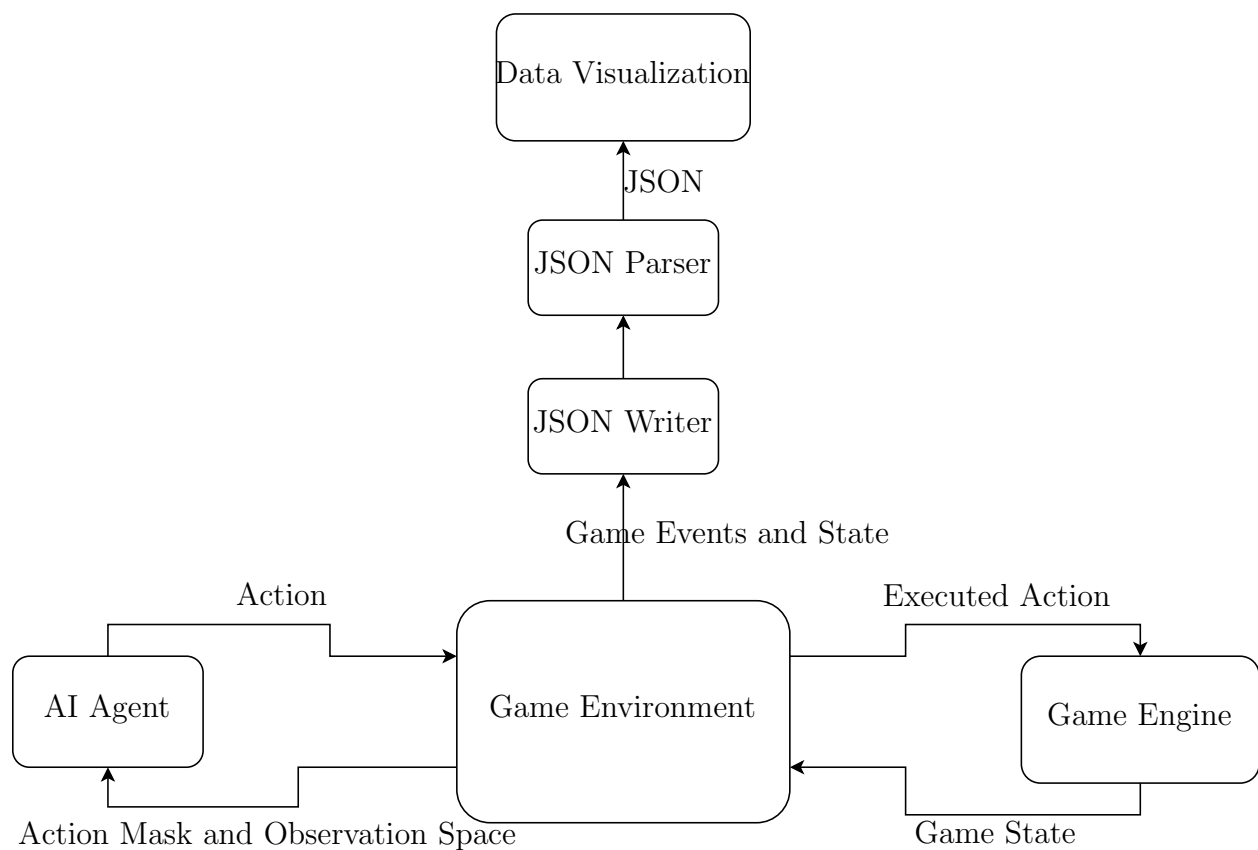 Data Visualization
JSON
JSON Parser
JSON Writer
Game Events and State
Action
Executed Action
AI Agent
Game Environment
Game Engine
Action Mask and Observation Space
Game State